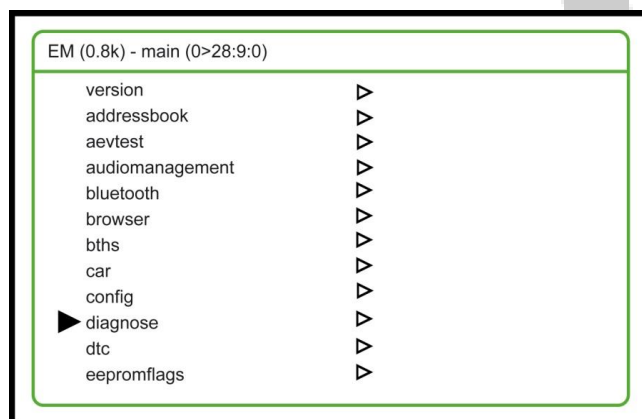 EM (0.8k) - main (0>28:9:0)
version
addressbook
aevtest
audiomanagement
bluetooth
browser
bths
car
config
diagnose
dtc
eepromflags